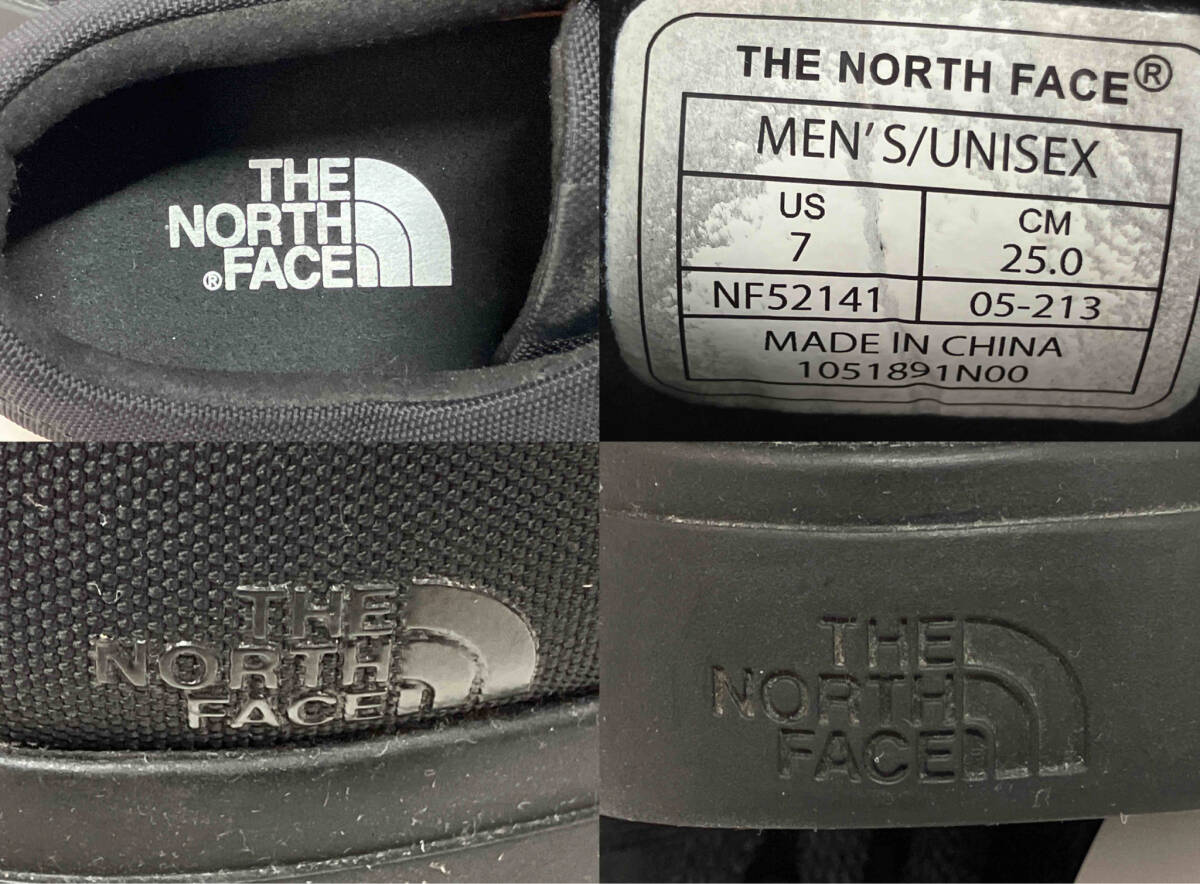 THE
NORTH
®FACE
THE NORTH FACE®
MEN'S/UNISEX
US
7
CM
25.0
NF52141
05-213
MADE IN CHINA
1051891N00
THE
NORTH
FACE
THE
NORTH
FACE